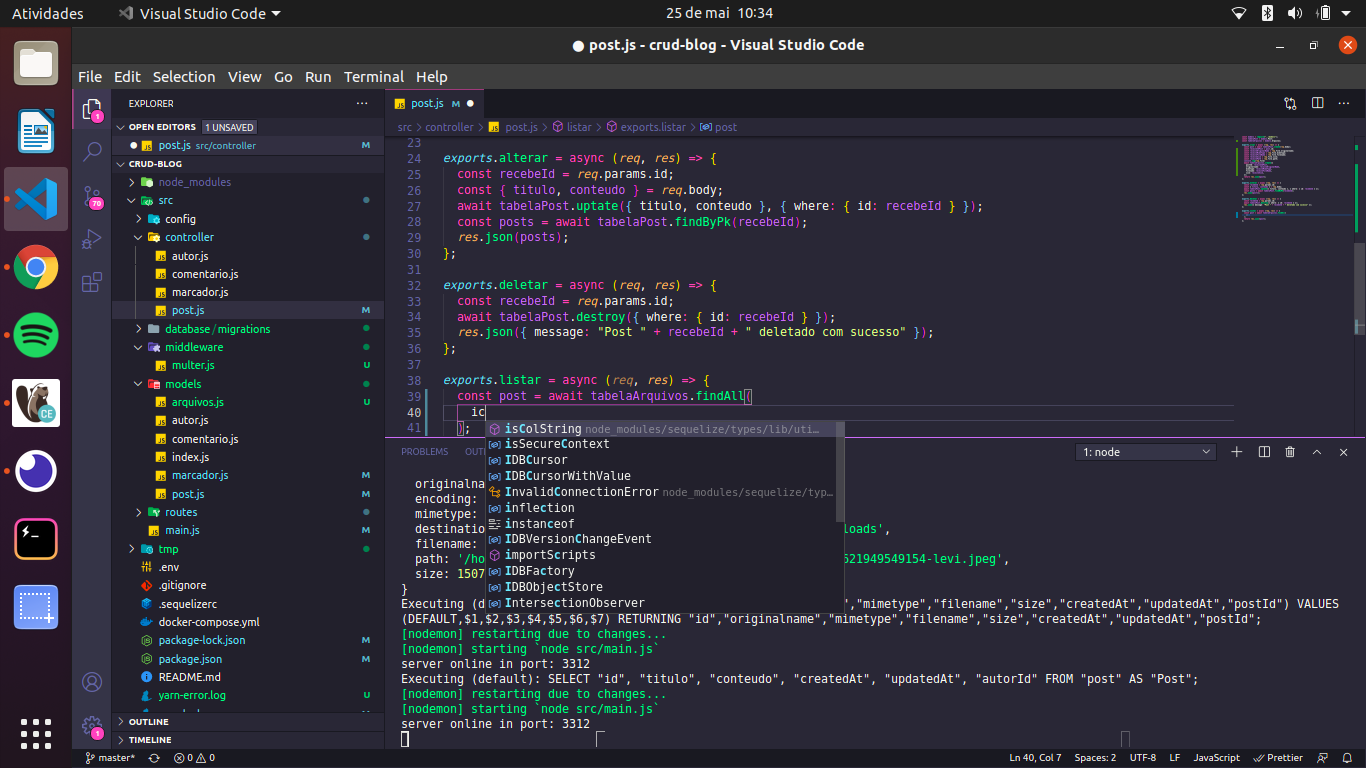 Atividades
Visual Studio Code
25 de mai 10:34
post.js - crud-blog - Visual Studio Code
File Edit Selection View Go Run Terminal Help
EXPLORER
OPEN EDITORS 1 UNSAVED
post.js src/controller M
CRUD-BLOG
node_modules
src
config
controller
autor.js
comentario.js
marcador.js
post.js M
database/migrations
middleware
multer.js U
models
arquivos.js U
autor.js
comentario.js
index.js
marcador.js M
post.js M
routes
main.js M
tmp
.env
.gitignore
.sequelizerc
docker-compose.yml
package-lock.json M
package.json M
README.md
yarn-error.log U
OUTLINE
TIMELINE
1
70
1
CE
post.js M
src > controller > post.js > listar > exports.listar > post
23
24 exports.alterar = async (req, res) => {
25 const recebeId = req.params.id;
26 const { titulo, conteudo } = req.body;
27 await tabelaPost.uptate({ titulo, conteudo }, { where: { id: recebeId } });
28 const posts = await tabelaPost.findByPk(recebeId);
29 res.json(posts);
30 };
31
32 exports.deletar = async (req, res) => {
33 const recebeId = req.params.id;
34 await tabelaPost.destroy({ where: { id: recebeId } });
35 res.json({ message: "Post " + recebeId + " deletado com sucesso" });
36 };
37
38 exports.listar = async (req, res) => {
39 const post = await tabelaArquivos.findAll(
40 ic
41 );
isColString node_modules/sequelize/types/lib/uti…
isSecureContext
IDBCursor
IDBCursorWithValue
InvalidConnectionError node_modules/sequelize/typ…
inflection
instanceof
IDBVersionChangeEvent
importScripts
IDBFactory
IDBObjectStore
IntersectionObserver
PROBLEMS OUT
1: node
originalna
encoding:
mimetype:
destination loads',
filename:
path: '/ho 621949549154-levi.jpeg',
size: 1507
}
Executing (d ","mimetype","filename","size","createdAt","updatedAt","postId") VALUES
(DEFAULT,$1,$2,$3,$4,$5,$6,$7) RETURNING "id","originalname","mimetype","filename","size","createdAt","updatedAt","postId";
[nodemon] restarting due to changes...
[nodemon] starting `node src/main.js`
server online in port: 3312
Executing (default): SELECT "id", "titulo", "conteudo", "createdAt", "updatedAt", "autorId" FROM "post" AS "Post";
[nodemon] restarting due to changes...
[nodemon] starting `node src/main.js`
server online in port: 3312
master* 0 0 Ln 40, Col 7 Spaces: 2 UTF-8 LF JavaScript Prettier